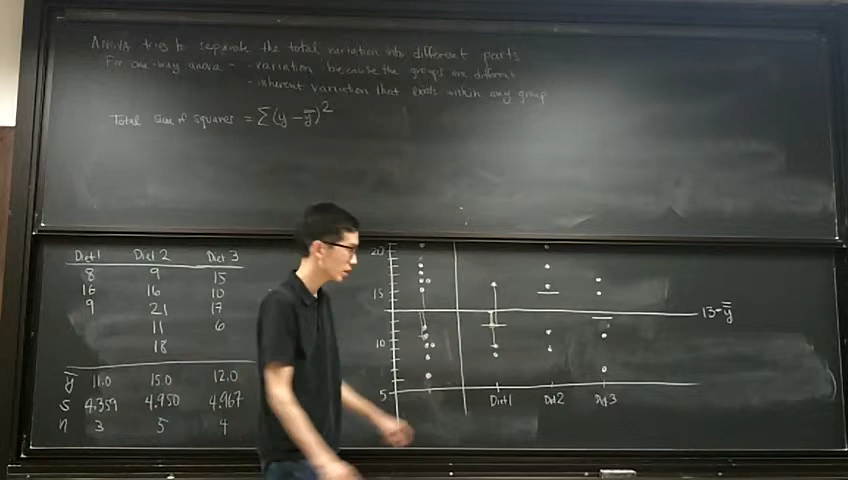 ANOVA tries to separate the total variation into different parts
For one-way anova - - variation because the groups are different
- inherent variation that exists within any group
Total sum of squares = Σ(y - y̅)²
Diet 1 Diet 2 Diet 3
8 9 15
16 16 10
9 21 17
11 6
18
y̅ 11.0 15.0 12.0
s 4.359 4.950 4.967
n 3 5 4
20
15
13 = y̿
10
5
Diet 1 Diet 2 Diet 3